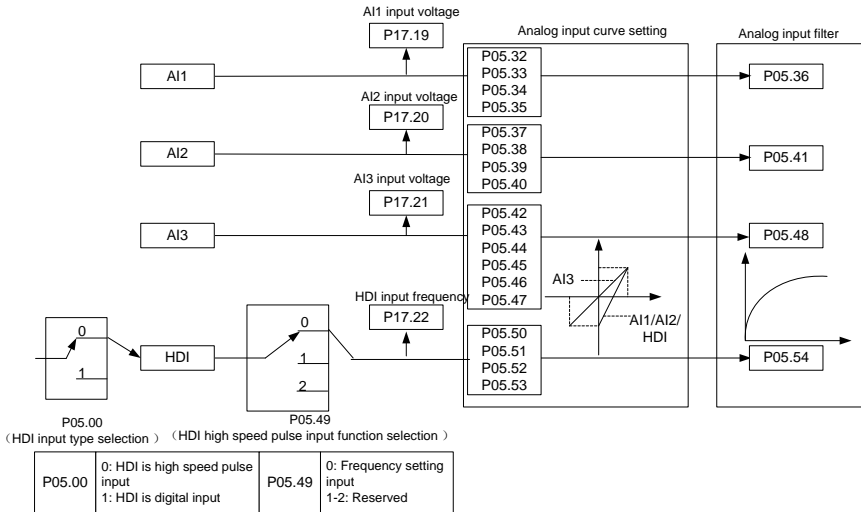 AI1 input voltage
P17.19
Analog input curve setting
Analog input filter
AI1
P05.32
P05.33
P05.34
P05.35
P05.36
AI2 input voltage
P17.20
AI2
P05.37
P05.38
P05.39
P05.40
P05.41
AI3 input voltage
P17.21
AI3
P05.42
P05.43
P05.44
P05.45
P05.46
P05.47
P05.48
AI3
AI1/AI2/
HDI
HDI input frequency
P17.22
0
1
HDI
0
1
2
P05.50
P05.51
P05.52
P05.53
P05.54
P05.00
（HDI input type selection ）
P05.49
（HDI high speed pulse input function selection ）
P05.00
0: HDI is high speed pulse
input
1: HDI is digital input
P05.49
0: Frequency setting
input
1-2: Reserved